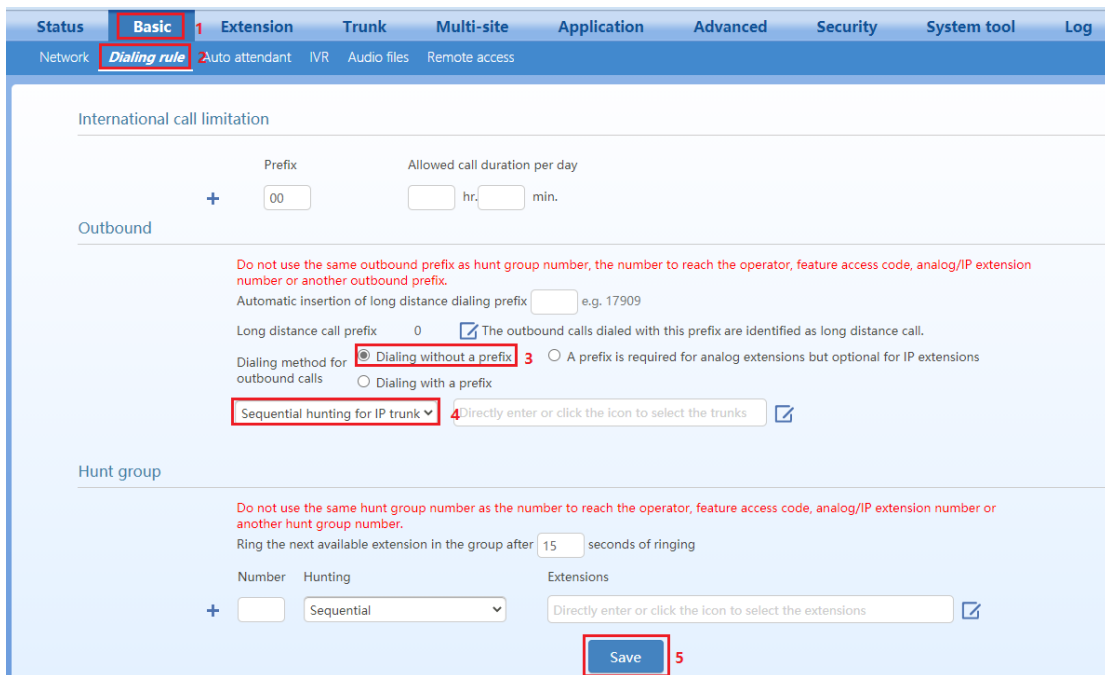 Status Basic 1 Extension Trunk Multi-site Application Advanced Security System tool Log
Network Dialing rule 2 Auto attendant IVR Audio files Remote access
International call limitation
Prefix Allowed call duration per day
+ 00 hr. min.
Outbound
Do not use the same outbound prefix as hunt group number, the number to reach the operator, feature access code, analog/IP extension
number or another outbound prefix.
Automatic insertion of long distance dialing prefix e.g. 17909
Long distance call prefix 0 The outbound calls dialed with this prefix are identified as long distance call.
Dialing method for
outbound calls
Dialing without a prefix 3 A prefix is required for analog extensions but optional for IP extensions
Dialing with a prefix
Sequential hunting for IP trunk 4 Directly enter or click the icon to select the trunks
Hunt group
Do not use the same hunt group number as the number to reach the operator, feature access code, analog/IP extension number or
another hunt group number.
Ring the next available extension in the group after 15 seconds of ringing
Number Hunting Extensions
+ Sequential Directly enter or click the icon to select the extensions
Save 5